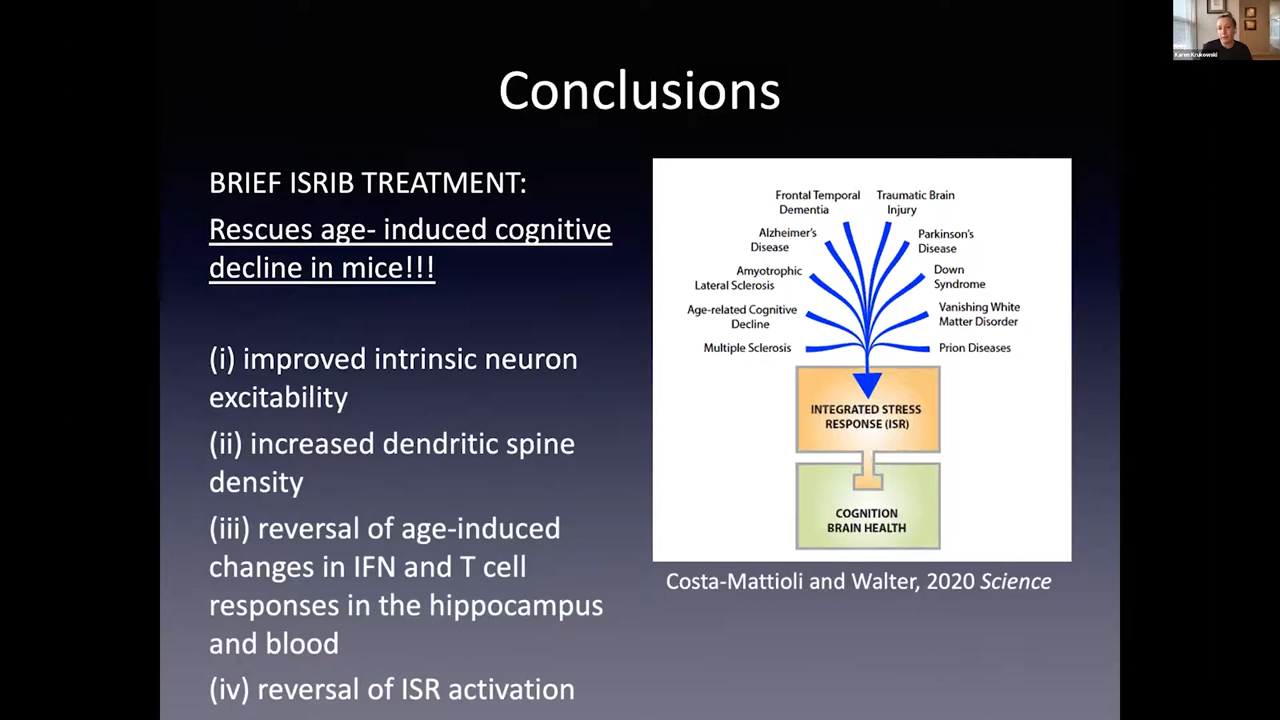 Karen Krukowski
Conclusions
BRIEF ISRIB TREATMENT:
Rescues age- induced cognitive
decline in mice!!!
(i) improved intrinsic neuron
excitability
(ii) increased dendritic spine
density
(iii) reversal of age-induced
changes in IFN and T cell
responses in the hippocampus
and blood
(iv) reversal of ISR activation
Frontal Temporal
Dementia
Traumatic Brain
Injury
Alzheimer's
Disease
Parkinson's
Disease
Amyotrophic
Lateral Sclerosis
Down
Syndrome
Age-related Cognitive
Decline
Vanishing White
Matter Disorder
Multiple Sclerosis
Prion Diseases
INTEGRATED STRESS
RESPONSE (ISR)
COGNITION
BRAIN HEALTH
Costa-Mattioli and Walter, 2020 Science